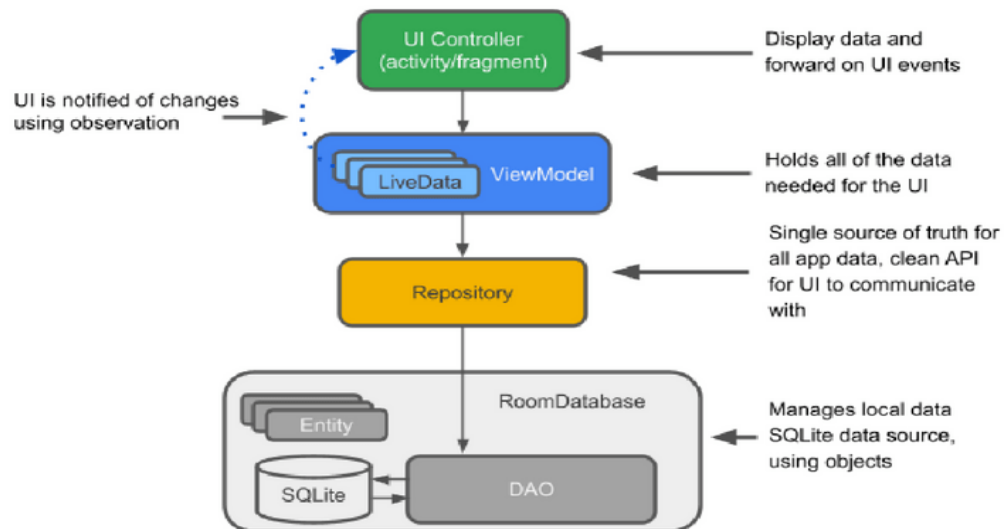 UI Controller
(activity/fragment)
Display data and
forward on UI events
UI is notified of changes
using observation
LiveData
ViewModel
Holds all of the data
needed for the UI
Single source of truth for
all app data, clean API
for UI to communicate
with
Repository
RoomDatabase
Entity
SQLite
DAO
Manages local data
SQLite data source,
using objects